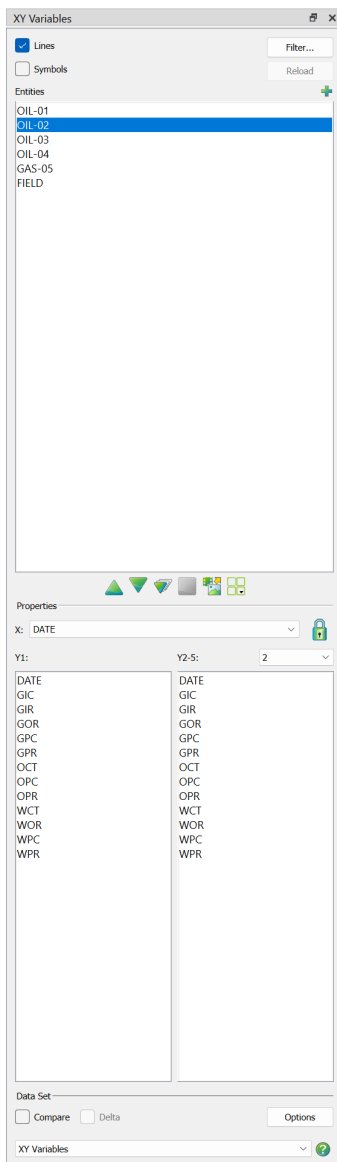 XY Variables
Lines
Filter...
Symbols
Reload
Entities
OIL-01
OIL-02
OIL-03
OIL-04
GAS-05
FIELD
Properties
X: DATE
Y1: Y2-5: 2
DATE DATE
GIC GIC
GIR GIR
GOR GOR
GPC GPC
GPR GPR
OCT OCT
OPC OPC
OPR OPR
WCT WCT
WOR WOR
WPC WPC
WPR WPR
Data Set
Compare Delta Options
XY Variables ?